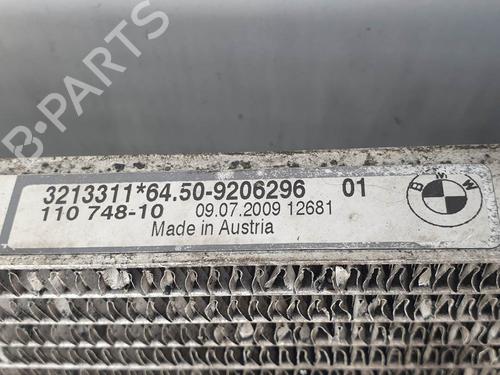 B-PARTS
3213311*64.50-9206296 01
110 748-10 09.07.2009 12681
Made in Austria
BMW